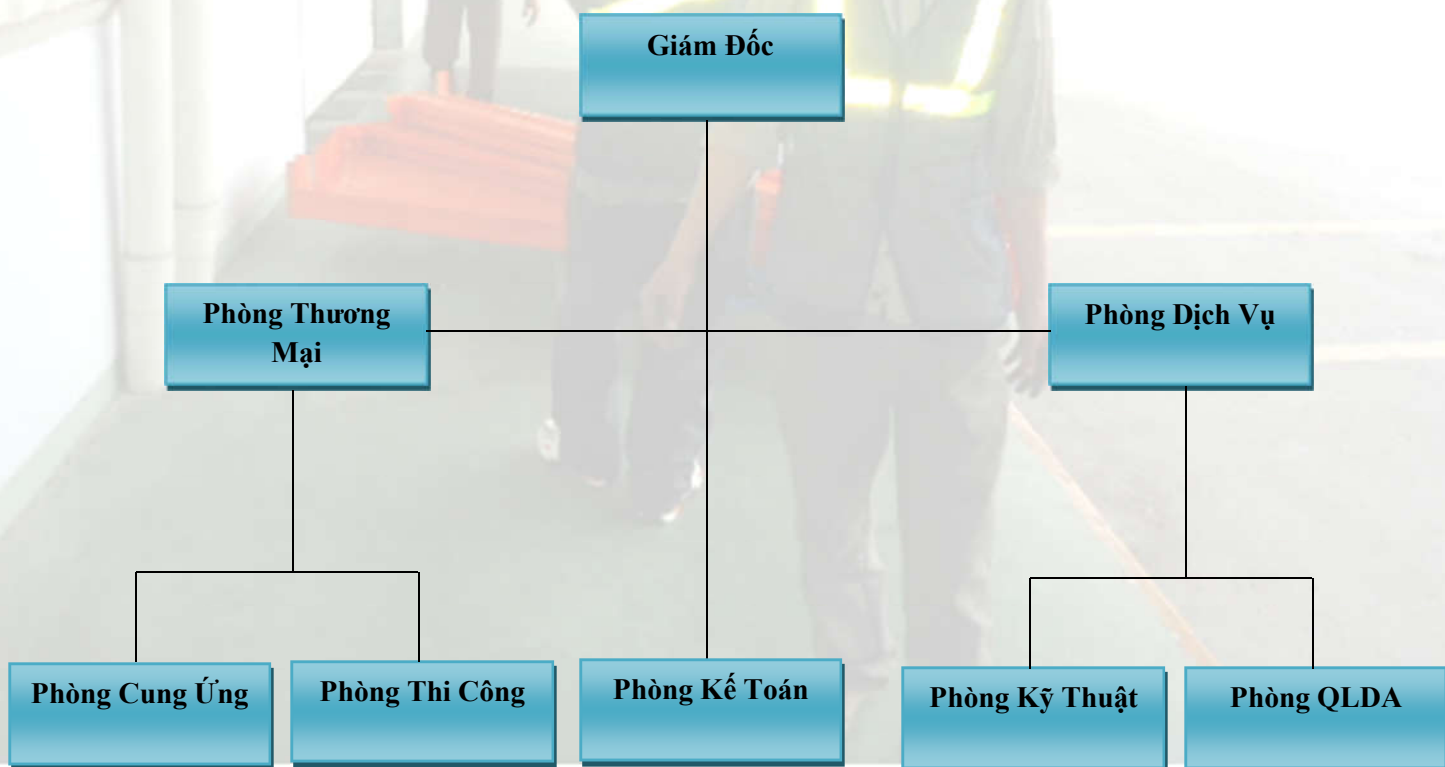 Giám Đốc
Phòng Thương
Mại
Phòng Dịch Vụ
Phòng Cung Ứng
Phòng Thi Công
Phòng Kế Toán
Phòng Kỹ Thuật
Phòng QLDA